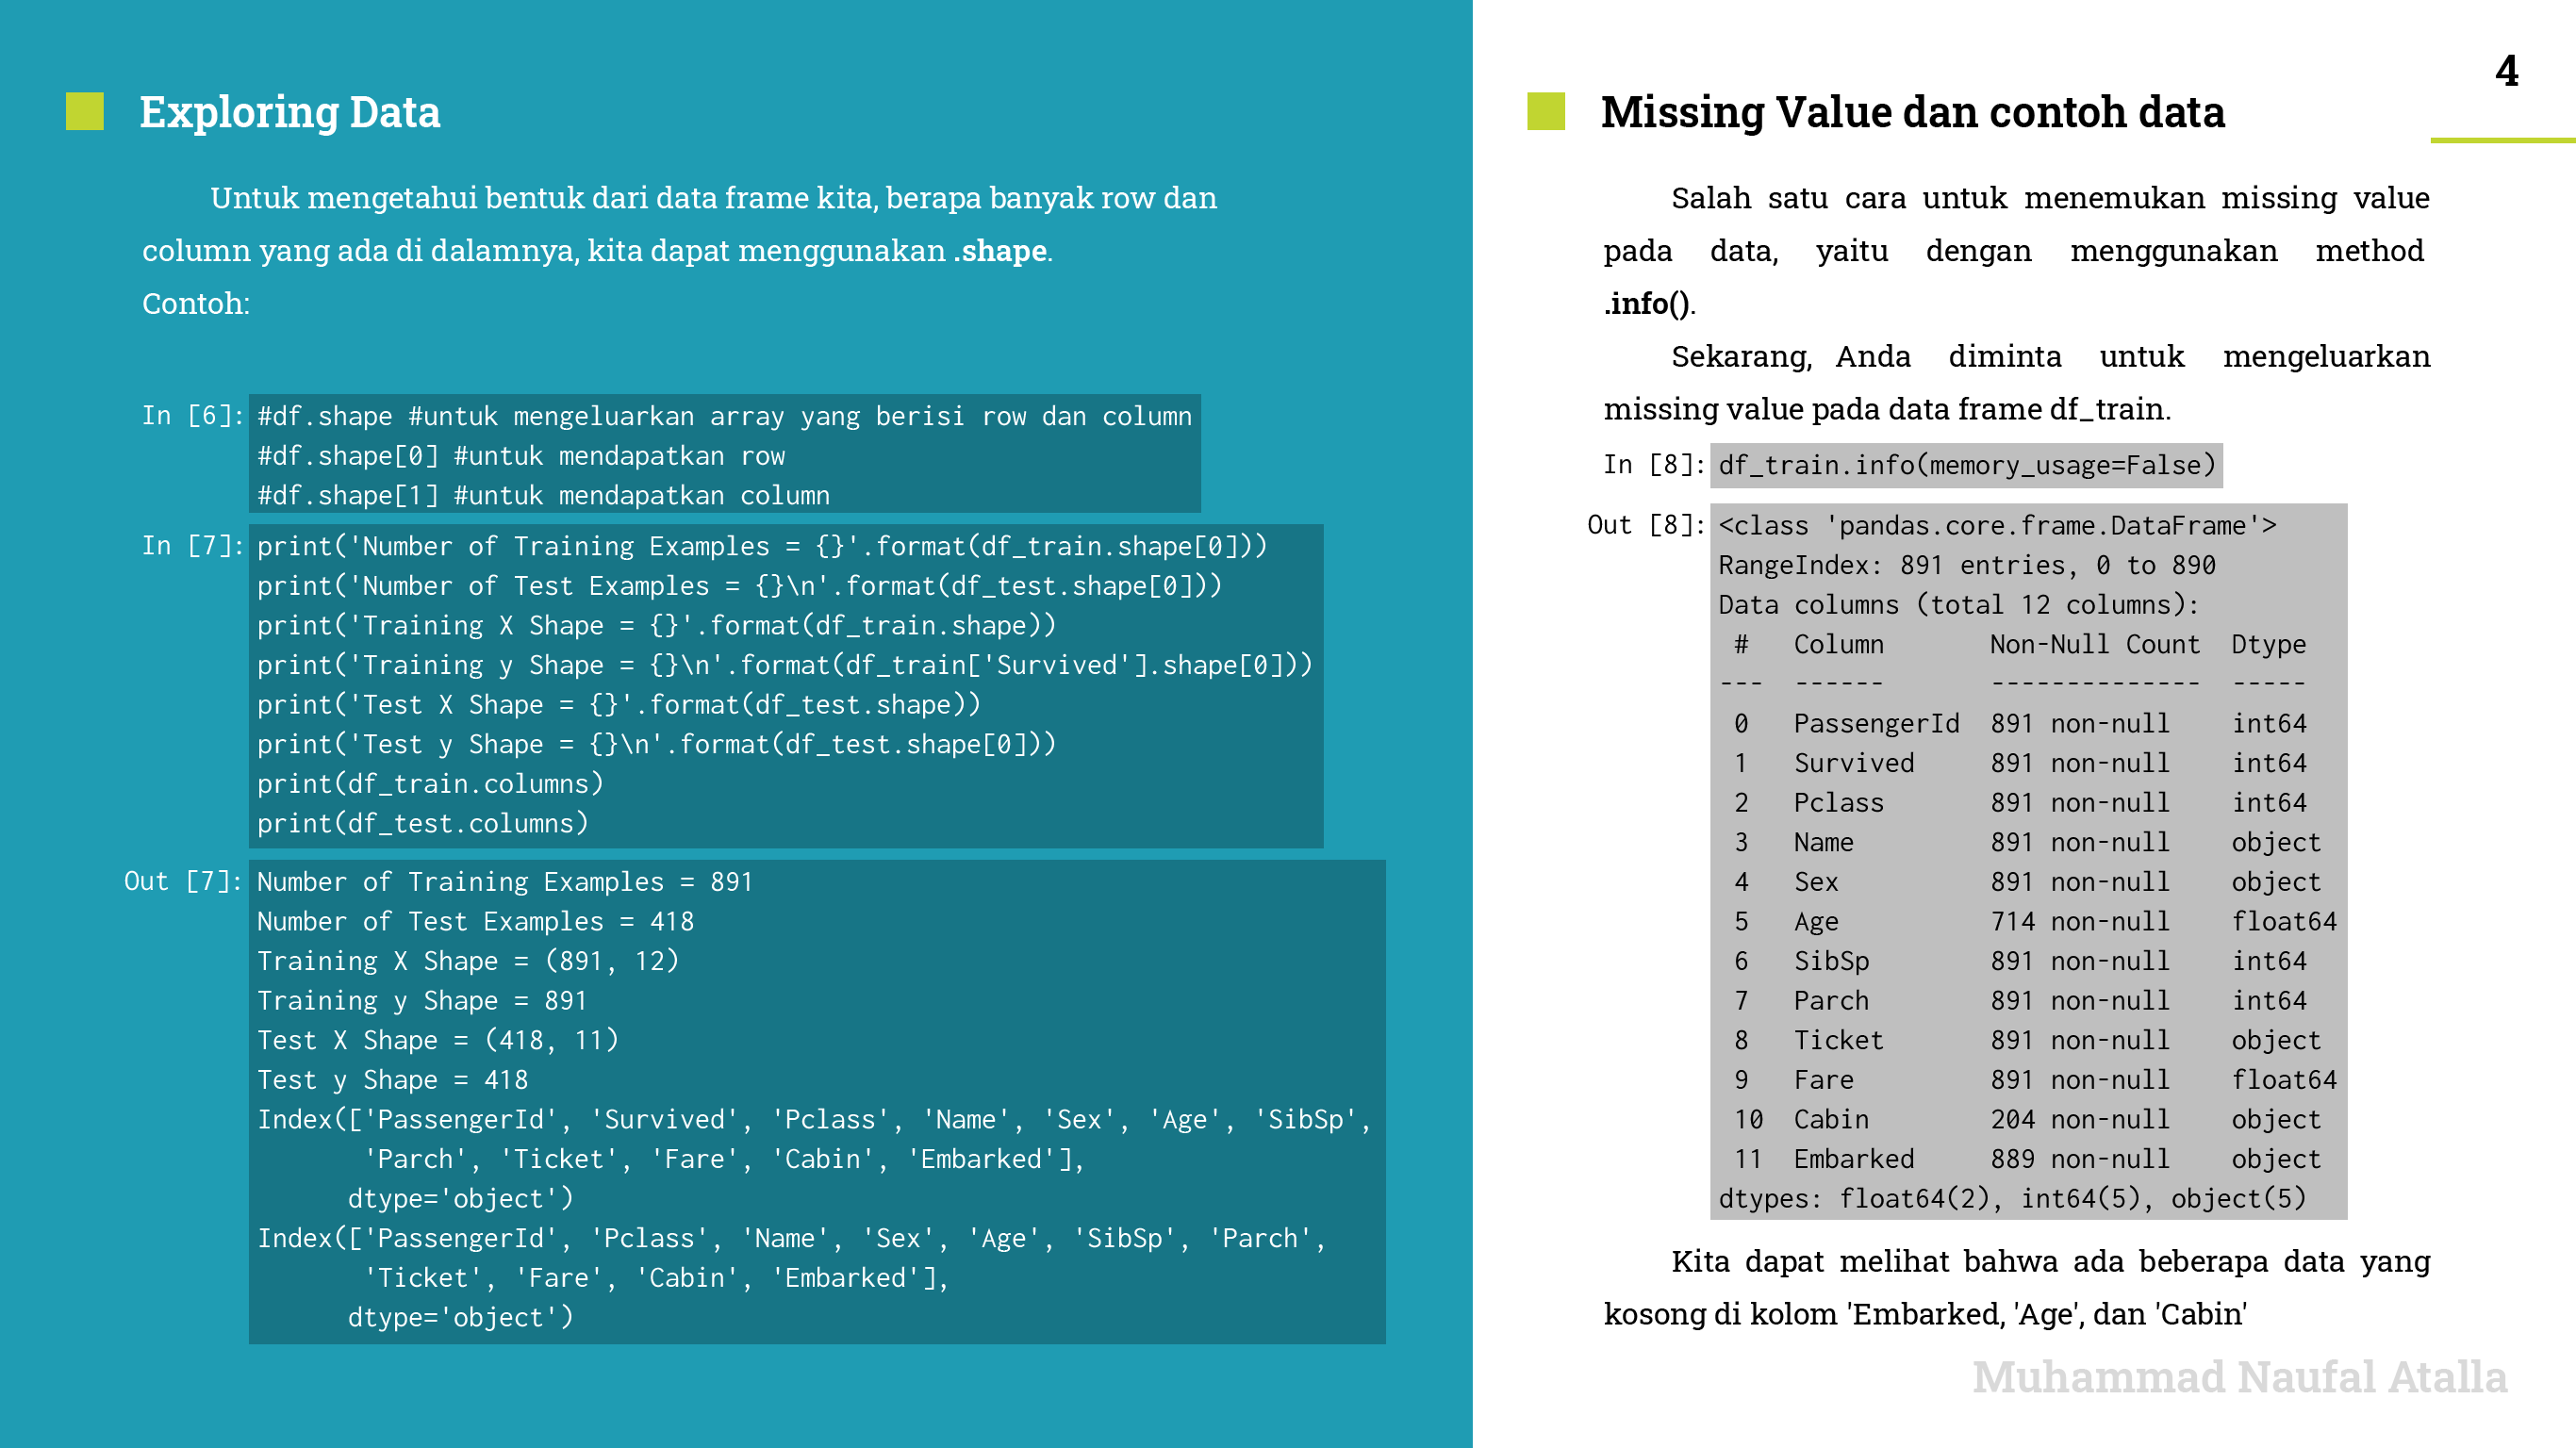 Exploring Data
Untuk mengetahui bentuk dari data frame kita, berapa banyak row dan
column yang ada di dalamnya, kita dapat menggunakan .shape.
Contoh:
In [6]: #df.shape #untuk mengeluarkan array yang berisi row dan column
#df.shape[0] #untuk mendapatkan row
#df.shape[1] #untuk mendapatkan column
In [7]: print('Number of Training Examples = {}'.format(df_train.shape[0]))
print('Number of Test Examples = {}\n'.format(df_test.shape[0]))
print('Training X Shape = {}'.format(df_train.shape))
print('Training y Shape = {}\n'.format(df_train['Survived'].shape[0]))
print('Test X Shape = {}'.format(df_test.shape))
print('Test y Shape = {}\n'.format(df_test.shape[0]))
print(df_train.columns)
print(df_test.columns)
Out [7]: Number of Training Examples = 891
Number of Test Examples = 418
Training X Shape = (891, 12)
Training y Shape = 891
Test X Shape = (418, 11)
Test y Shape = 418
Index(['PassengerId', 'Survived', 'Pclass', 'Name', 'Sex', 'Age', 'SibSp',
'Parch', 'Ticket', 'Fare', 'Cabin', 'Embarked'],
dtype='object')
Index(['PassengerId', 'Pclass', 'Name', 'Sex', 'Age', 'SibSp', 'Parch',
'Ticket', 'Fare', 'Cabin', 'Embarked'],
dtype='object')
4
Missing Value dan contoh data
Salah satu cara untuk menemukan missing value
pada data, yaitu dengan menggunakan method
.info().
Sekarang, Anda diminta untuk mengeluarkan
missing value pada data frame df_train.
In [8]: df_train.info(memory_usage=False)
Out [8]: <class 'pandas.core.frame.DataFrame'>
RangeIndex: 891 entries, 0 to 890
Data columns (total 12 columns):
# Column Non-Null Count Dtype
--- ------ -------------- -----
0 PassengerId 891 non-null int64
1 Survived 891 non-null int64
2 Pclass 891 non-null int64
3 Name 891 non-null object
4 Sex 891 non-null object
5 Age 714 non-null float64
6 SibSp 891 non-null int64
7 Parch 891 non-null int64
8 Ticket 891 non-null object
9 Fare 891 non-null float64
10 Cabin 204 non-null object
11 Embarked 889 non-null object
dtypes: float64(2), int64(5), object(5)
Kita dapat melihat bahwa ada beberapa data yang
kosong di kolom 'Embarked, 'Age', dan 'Cabin'
Muhammad Naufal Atalla